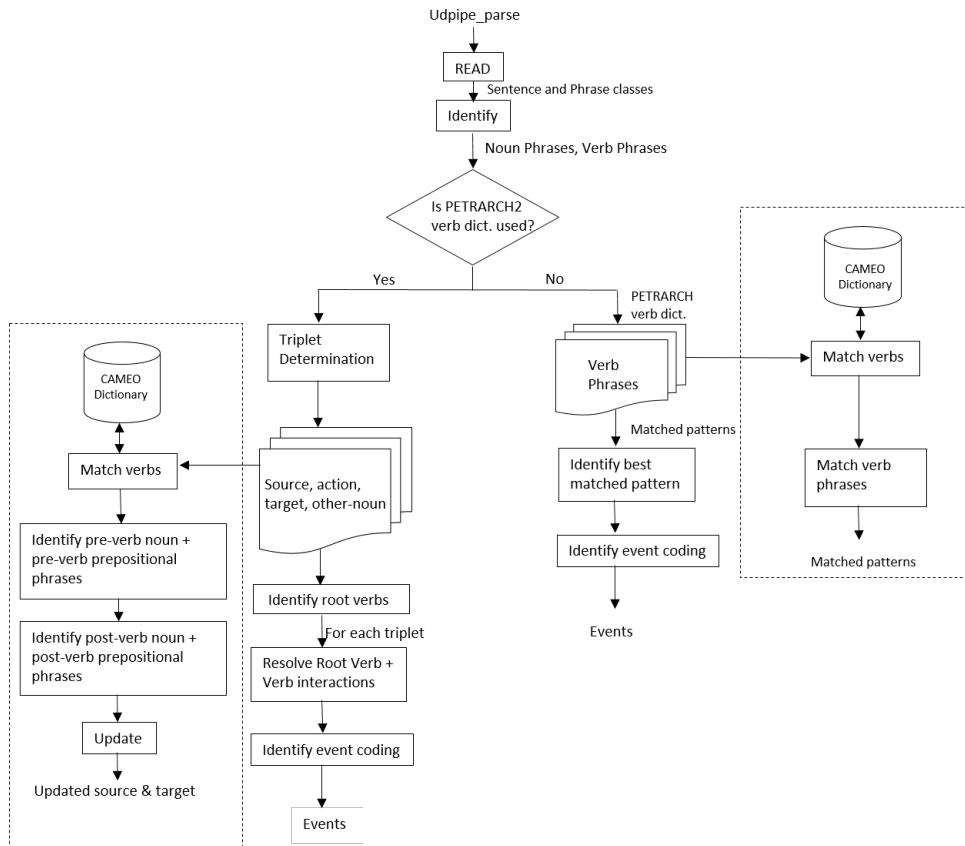 Udpipe_parse
READ
Sentence and Phrase classes
Identify
Noun Phrases, Verb Phrases
Is PETRARCH2
verb dict. used?
Yes
No
PETRARCH
verb dict.
Triplet
Determination
Verb
Phrases
CAMEO
Dictionary
Match verbs
Match verb
phrases
Matched patterns
CAMEO
Dictionary
Match verbs
Source, action,
target, other-noun
Matched patterns
Identify best
matched pattern
Identify event coding
Events
Identify pre-verb noun +
pre-verb prepositional
phrases
Identify post-verb noun +
post-verb prepositional
phrases
Update
Updated source & target
Identify root verbs
For each triplet
Resolve Root Verb +
Verb interactions
Identify event coding
Events